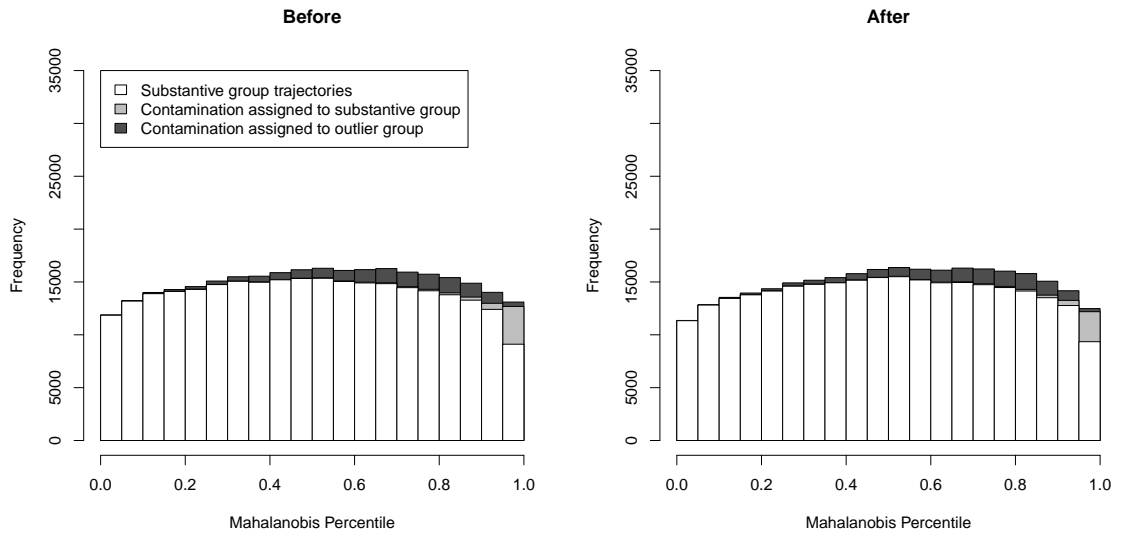 Before
After
35000
25000
15000
5000
0
Frequency
Substantive group trajectories
Contamination assigned to substantive group
Contamination assigned to outlier group
0.0 0.2 0.4 0.6 0.8 1.0
Mahalanobis Percentile
35000
25000
15000
5000
0
Frequency
0.0 0.2 0.4 0.6 0.8 1.0
Mahalanobis Percentile